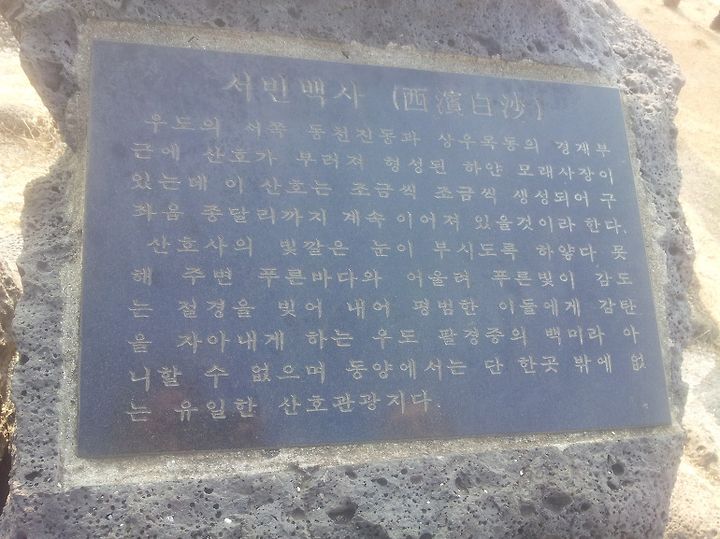 서빈백사 (西濱白沙)
우도의 서쪽 동천진동과 상우목동의 경계부
근에 산호가 부러져 형성된 하얀 모래사장이
있는데 이 산호는 조금씩 조금씩 생성되어 구
좌읍 종달리까지 계속 이어져 있을것이라 한다.
산호사의 빛깔은 눈이 부시도록 하얗다 못
해 주변 푸른바다와 어울려 푸른빛이 감도
는 절경을 빚어 내어 평범한 이들에게 감탄
을 자아내게 하는 우도 팔경중의 백미라 아
니할 수 없으며 동양에서는 단 한곳 밖에 없
는 유일한 산호관광지다